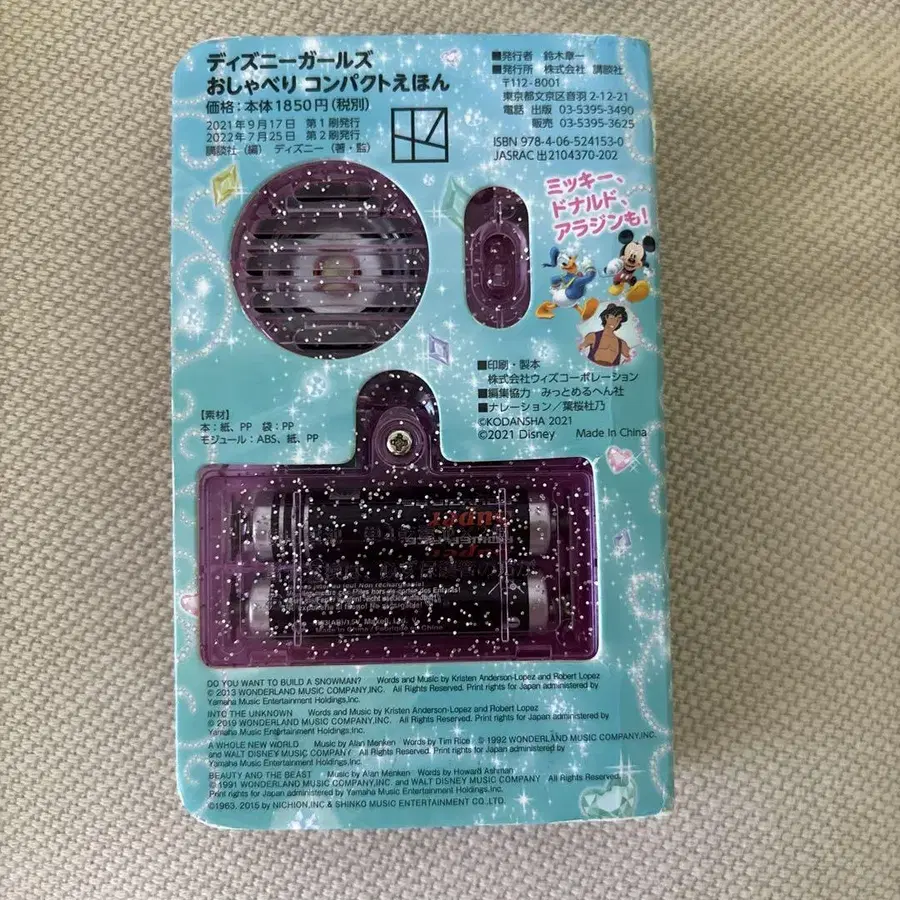 ディズニーガールズ
おしゃべり コンパクトえほん
価格：本体1850円（税別）
2021年9月17日　第1刷発行
2022年7月25日　第2刷発行
講談社（編）　ディズニー（著・監）
■発行者　鈴木章一
■発行所　株式会社 講談社
〒112-8001
東京都文京区音羽 2-12-21
電話　出版　03-5395-3490
販売　03-5395-3625
ISBN 978-4-06-524153-0
JASRAC 出2104370-202
ミッキー、
ドナルド、
アラジンも！
■印刷・製本
株式会社ウィズコーポレーション
■編集協力　みっとめるへん社
■ナレーション／葉桜杜乃
©KODANSHA 2021
©2021 Disney　Made In China
【素材】
本：紙、PP　袋：PP
モジュール：ABS、紙、PP
Non rechargeable!
Maxell, Ltd.
DO YOU WANT TO BUILD A SNOWMAN?　Words and Music by Kristen Anderson-Lopez and Robert Lopez
© 2013 WONDERLAND MUSIC COMPANY,INC.　All Rights Reserved. Print rights for Japan administered by
Yamaha Music Entertainment Holdings,Inc.
INTO THE UNKNOWN　Words and Music by Kristen Anderson-Lopez and Robert Lopez
© 2019 WONDERLAND MUSIC COMPANY,INC.　All Rights Reserved. Print rights for Japan administered by
Yamaha Music Entertainment Holdings,Inc.
A WHOLE NEW WORLD　Music by Alan Menken　Words by Tim Rice　© 1992 WONDERLAND MUSIC COMPANY,INC.
and WALT DISNEY MUSIC COMPANY　All Rights Reserved. Print rights for Japan administered by
Yamaha Music Entertainment Holdings,Inc.
BEAUTY AND THE BEAST　Music by Alan Menken　Words by Howard Ashman
© 1991 WONDERLAND MUSIC COMPANY,INC. and WALT DISNEY MUSIC COMPANY　All Rights Reserved.
Print rights for Japan administered by Yamaha Music Entertainment Holdings,Inc.
©1963, 2015 by NICHION,INC.& SHINKO MUSIC ENTERTAINMENT CO.,LTD.